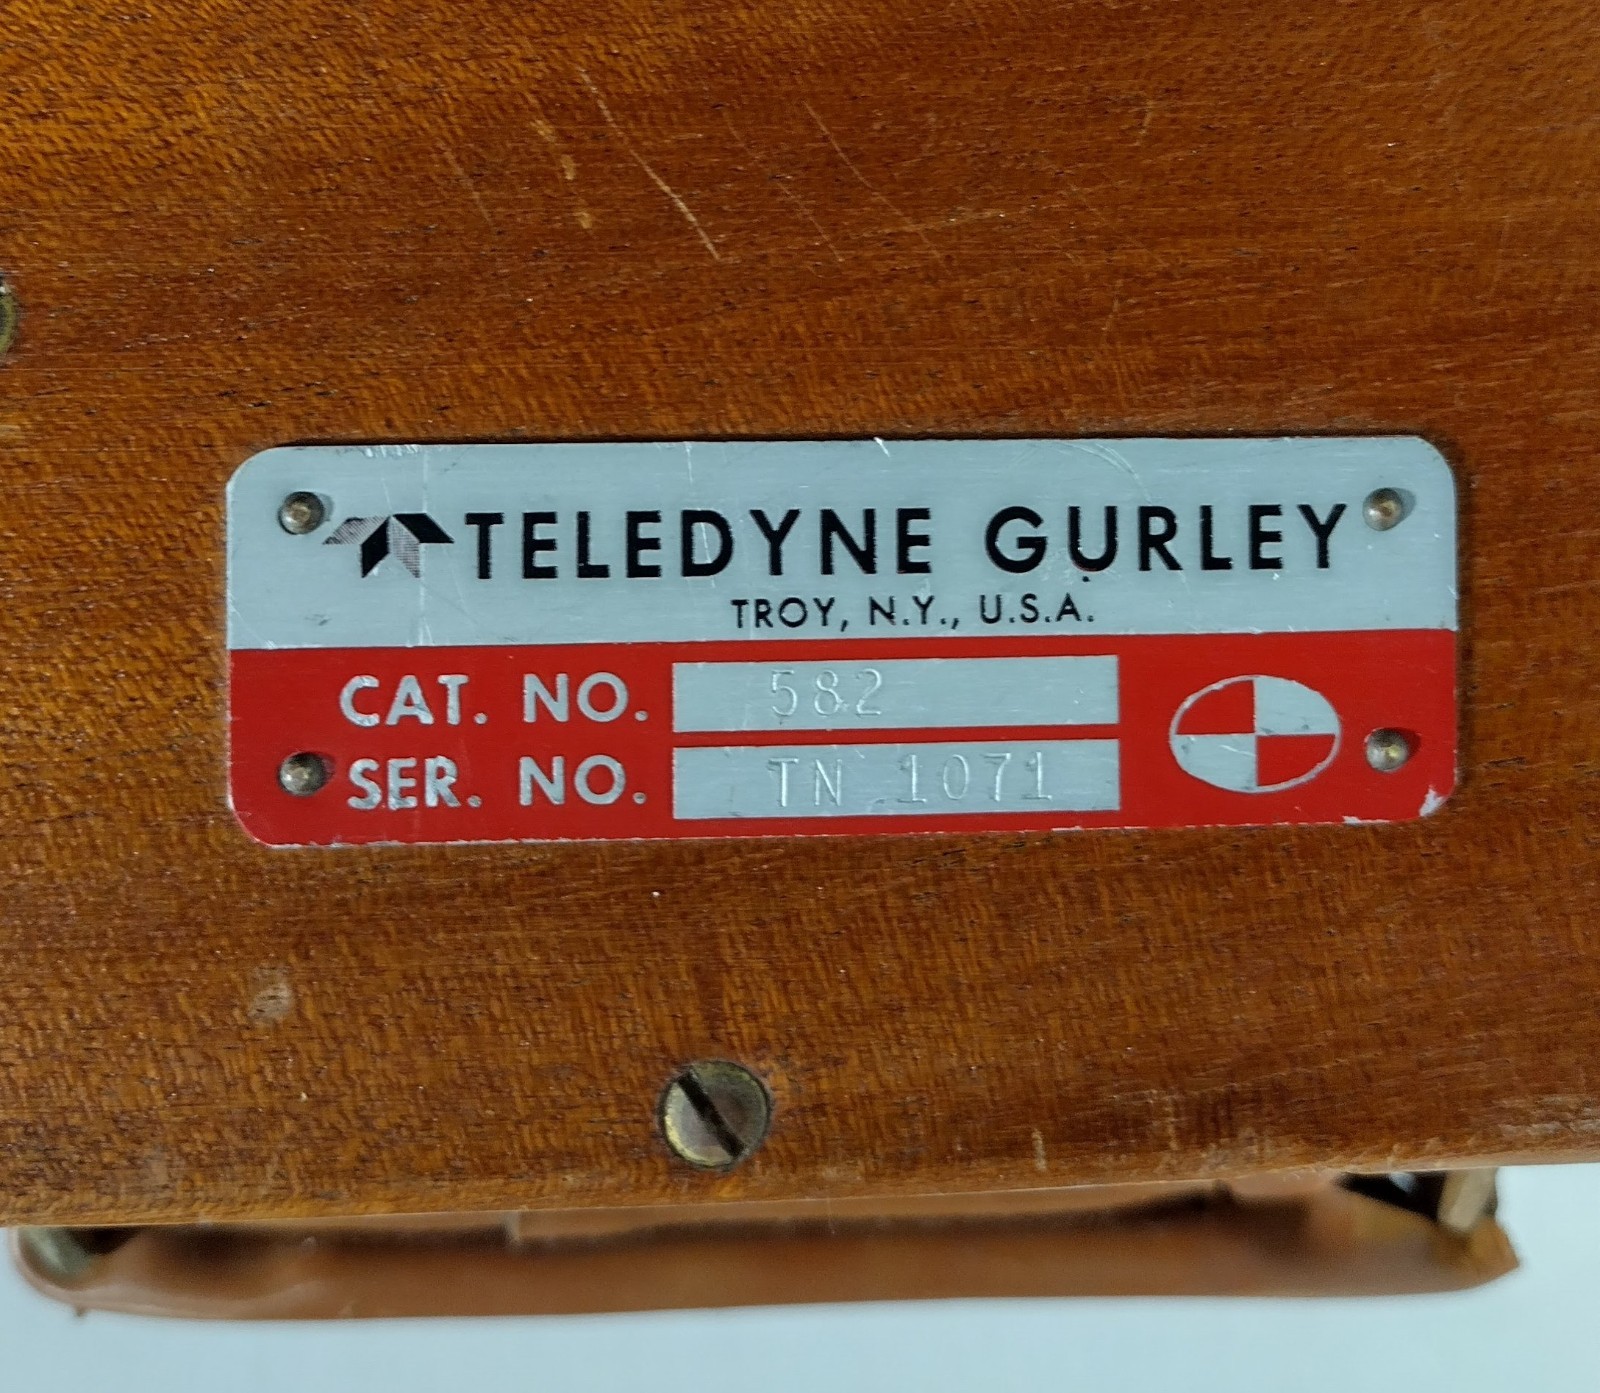 TELEDYNE GURLEY
TROY, N.Y., U.S.A.
CAT. NO. 582
SER. NO. TN 1071